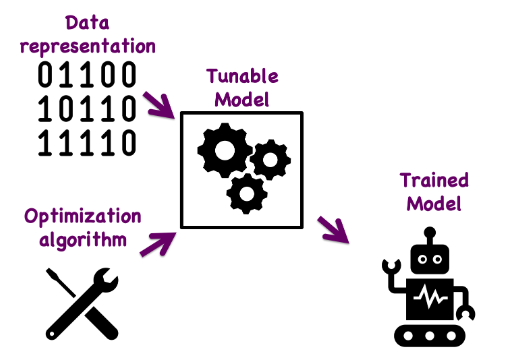 Data
representation
01100
10110
11110
Tunable
Model
Optimization
algorithm
Trained
Model